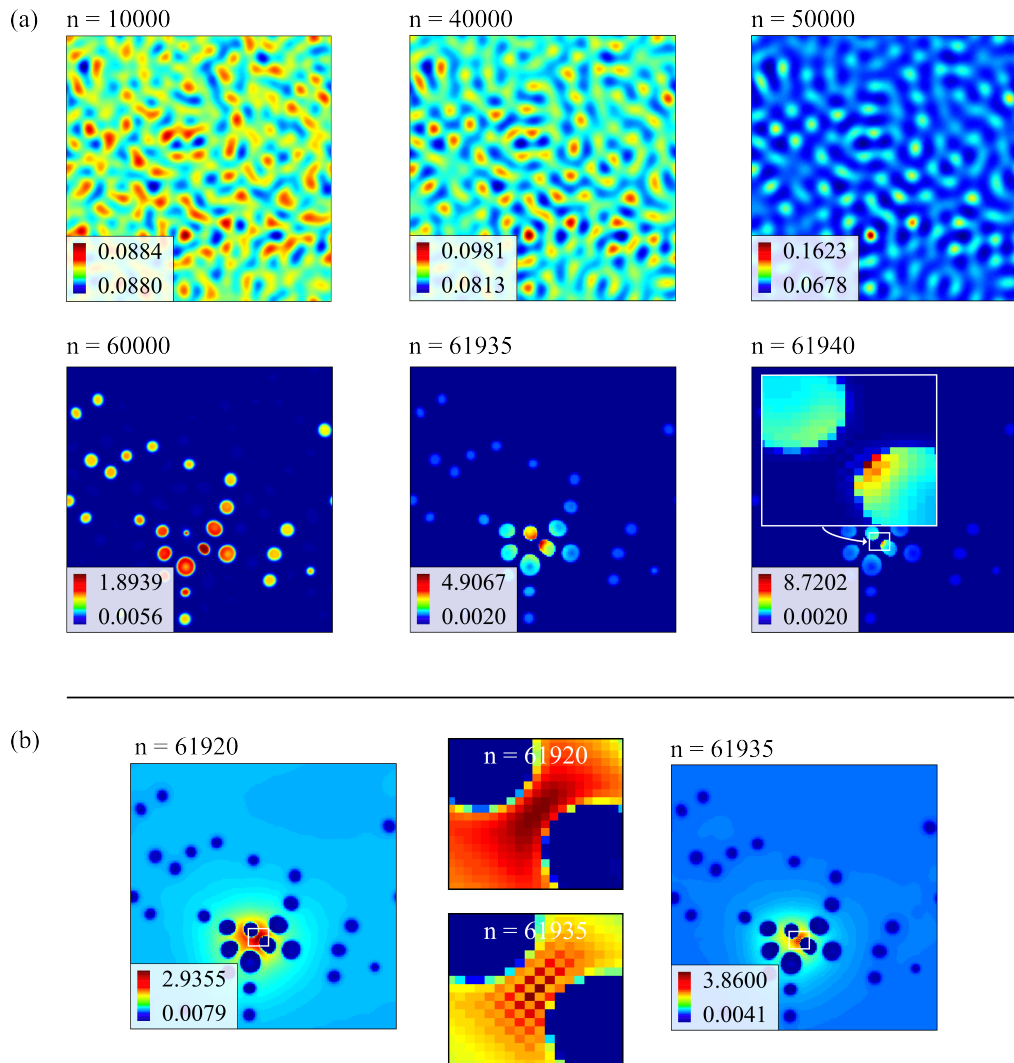 (a)
n = 10000
n = 40000
n = 50000
0.0884
0.0880
0.0981
0.0813
0.1623
0.0678
n = 60000
n = 61935
n = 61940
1.8939
0.0056
4.9067
0.0020
8.7202
0.0020
(b)
n = 61920
n = 61920
n = 61935
n = 61935
2.9355
0.0079
3.8600
0.0041